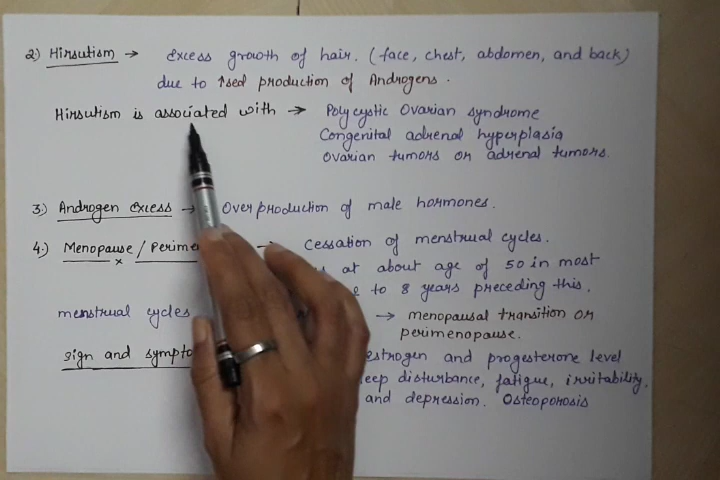 2) Hirsutism → Excess growth of hair. (face, chest, abdomen, and back)
due to ↑sed production of Androgens.
Hirsutism is associated with → Polycystic Ovarian syndrome
Congenital adrenal hyperplasia
Ovarian tumors or adrenal tumors.
3.) Androgen Excess → Overproduction of male hormones.
4.) Menopause / Perime → Cessation of menstrual cycles.
at about age of 50 in most
to 8 years preceding this.
menstrual cycles → menopausal transition or
perimenopause.
sign and sympto estrogen and progesterone level
eep disturbance, fatigue, irritability,
and depression. Osteoporosis